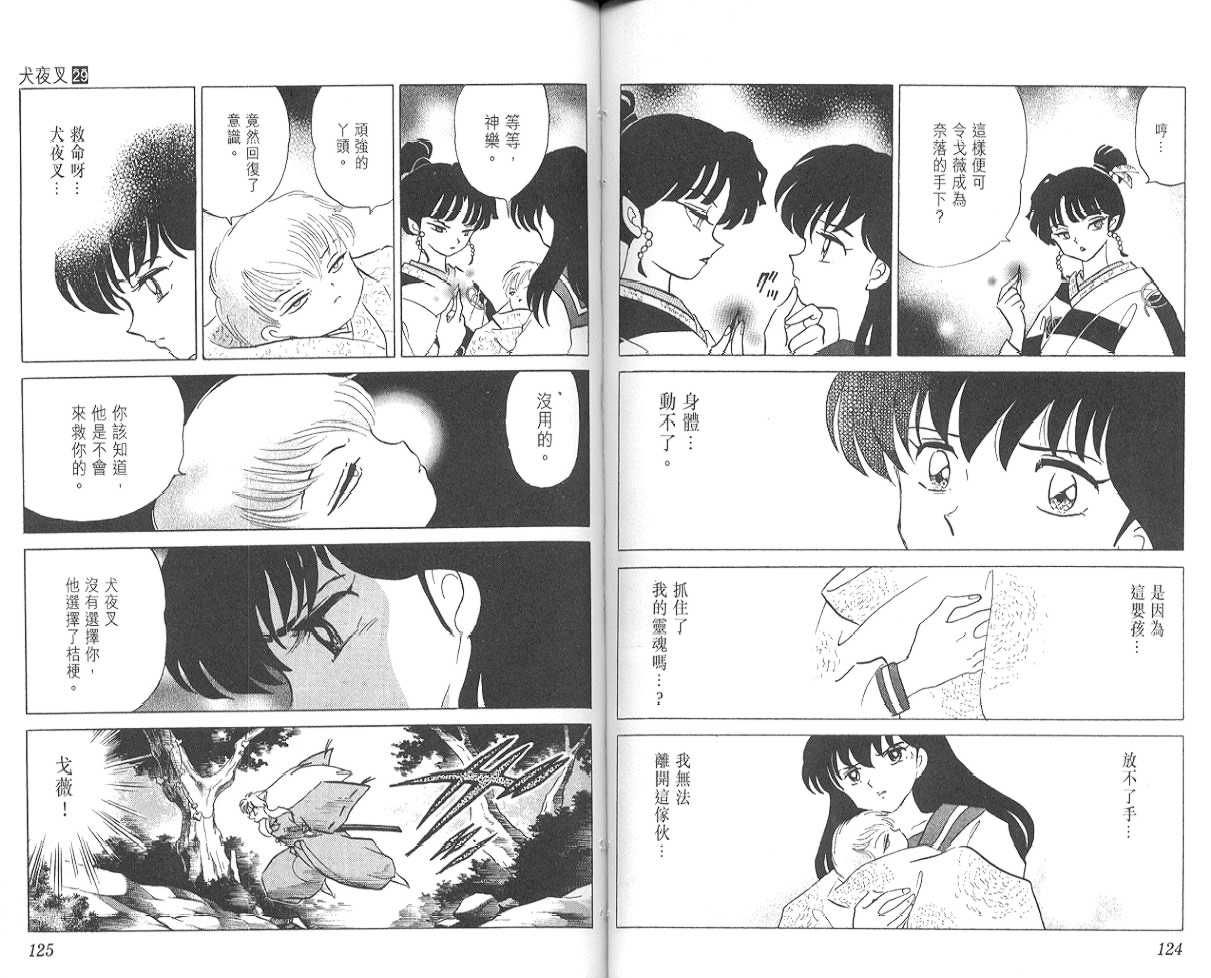 犬夜叉29
哼…
這樣便可
令戈薇成為
奈落的手下?
グッ
身體…
動不了。
是因為
這嬰孩…
抓住了
我的靈魂嗎…?
放不了手…
我無法
離開這傢伙…
124
等等,
神樂。
頑強的
丫頭。
竟然回復了
意識。
救命呀…
犬夜叉…
沒用的。
你該知道,
他是不會
來救你的。
犬夜叉
沒有選擇你,
他選擇了桔梗。
戈薇!
125